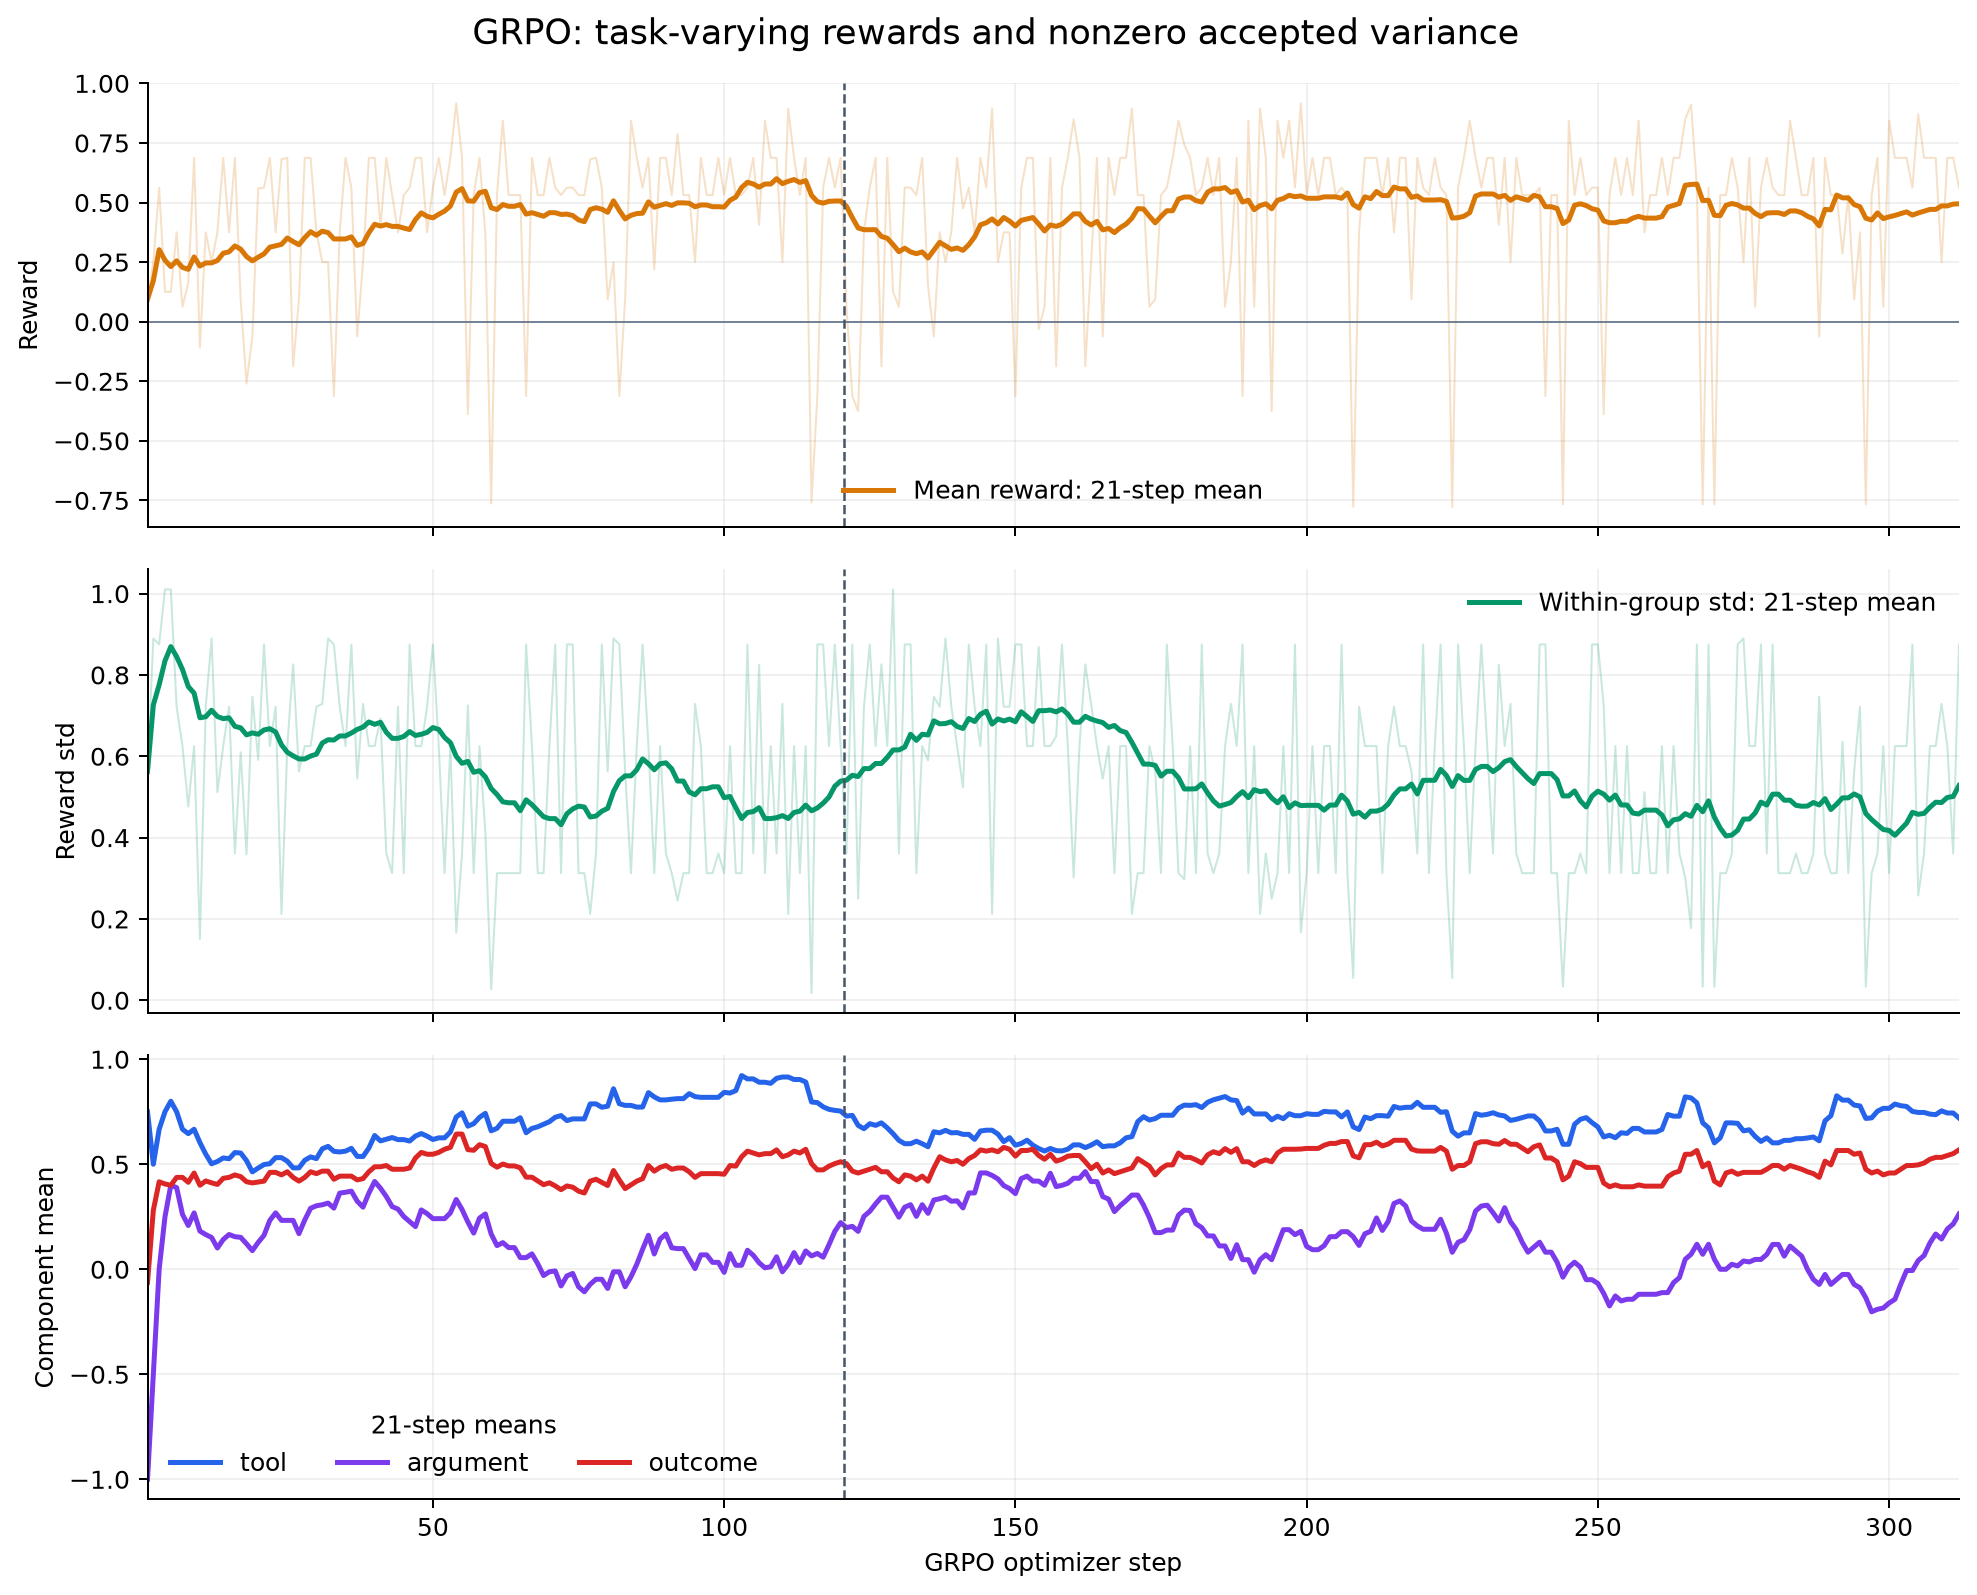 GRPO: task-varying rewards and nonzero accepted variance
1.00
0.75
0.50
0.25
0.00
−0.25
−0.50
−0.75
Reward
Mean reward: 21-step mean
1.0
0.8
0.6
0.4
0.2
0.0
Reward std
Within-group std: 21-step mean
1.0
0.5
0.0
−0.5
−1.0
Component mean
21-step means
tool argument outcome
50 100 150 200 250 300
GRPO optimizer step